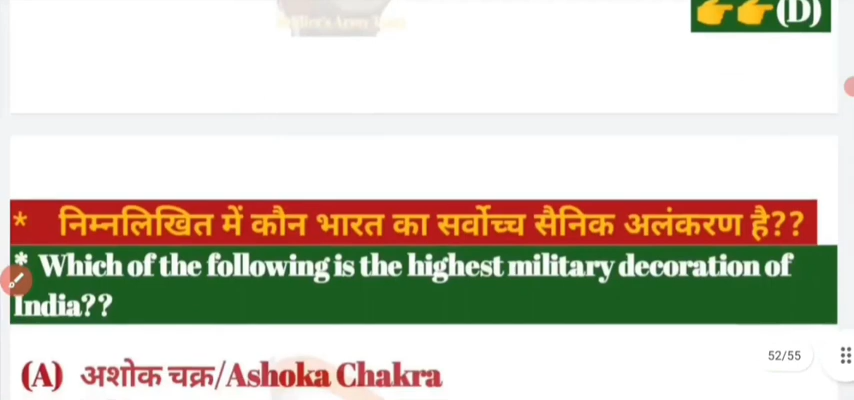 (D)
* निम्नलिखित में कौन भारत का सर्वोच्च सैनिक अलंकरण है??
* Which of the following is the highest military decoration of
India??
52/55
(A) अशोक चक्र/Ashoka Chakra